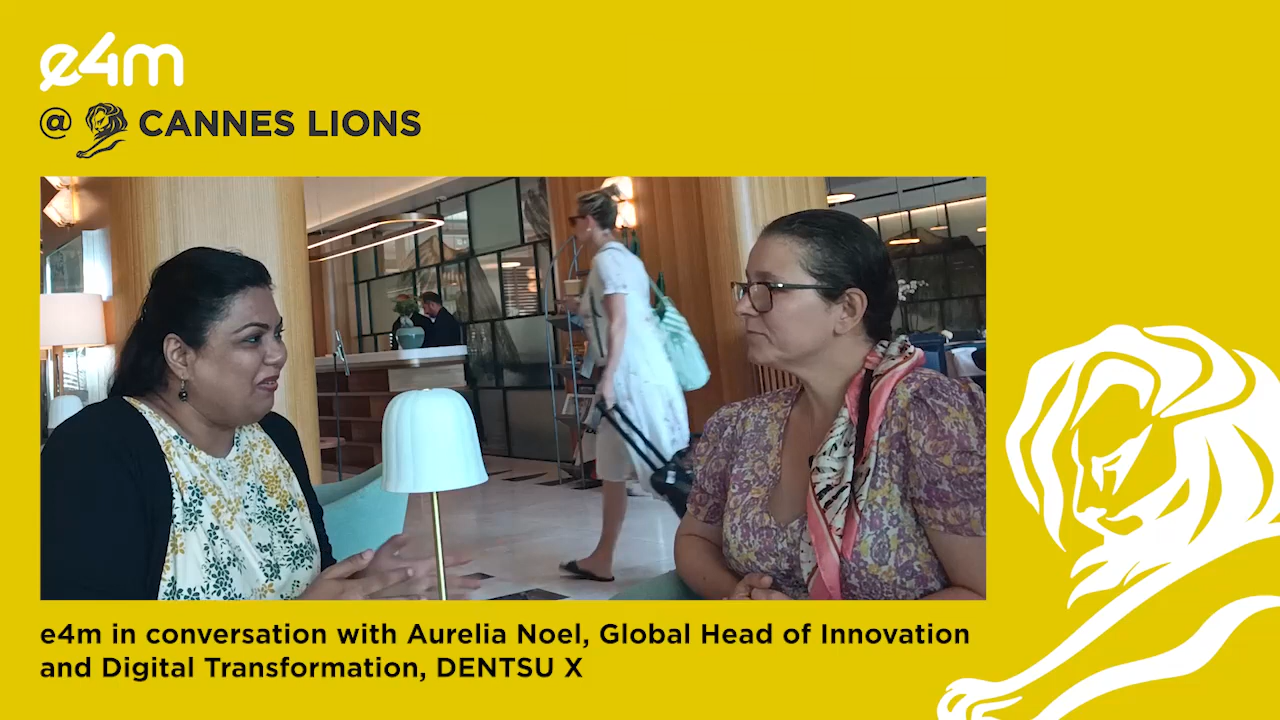 e4m
@ CANNES LIONS
e4m in conversation with Aurelia Noel, Global Head of Innovation
and Digital Transformation, DENTSU X